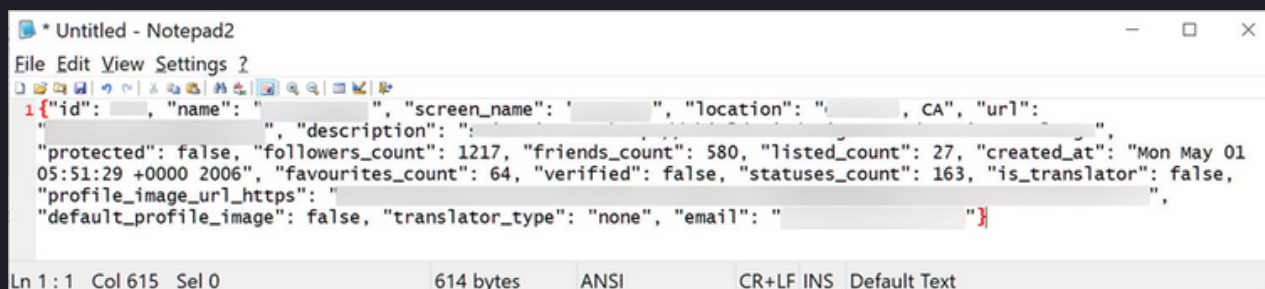 * Untitled - Notepad2
File Edit View Settings ?
1 {"id": , "name": " ", "screen_name": ' ", "location": " , CA", "url":
" ", "description": " ",
"protected": false, "followers_count": 1217, "friends_count": 580, "listed_count": 27, "created_at": "Mon May 01
05:51:29 +0000 2006", "favourites_count": 64, "verified": false, "statuses_count": 163, "is_translator": false,
"profile_image_url_https": " ",
"default_profile_image": false, "translator_type": "none", "email": " "}
Ln 1 : 1 Col 615 Sel 0 614 bytes ANSI CR+LF INS Default Text